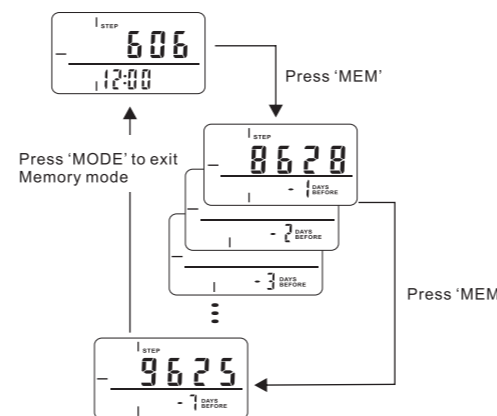 STEP
606
12:00
Press ‘MEM’
STEP
8628
- 1 DAYS
BEFORE
Press ‘MODE’ to exit
Memory mode
- 2 DAYS
BEFORE
- 3 DAYS
BEFORE
Press ‘MEM
STEP
9625
- 7 DAYS
BEFORE